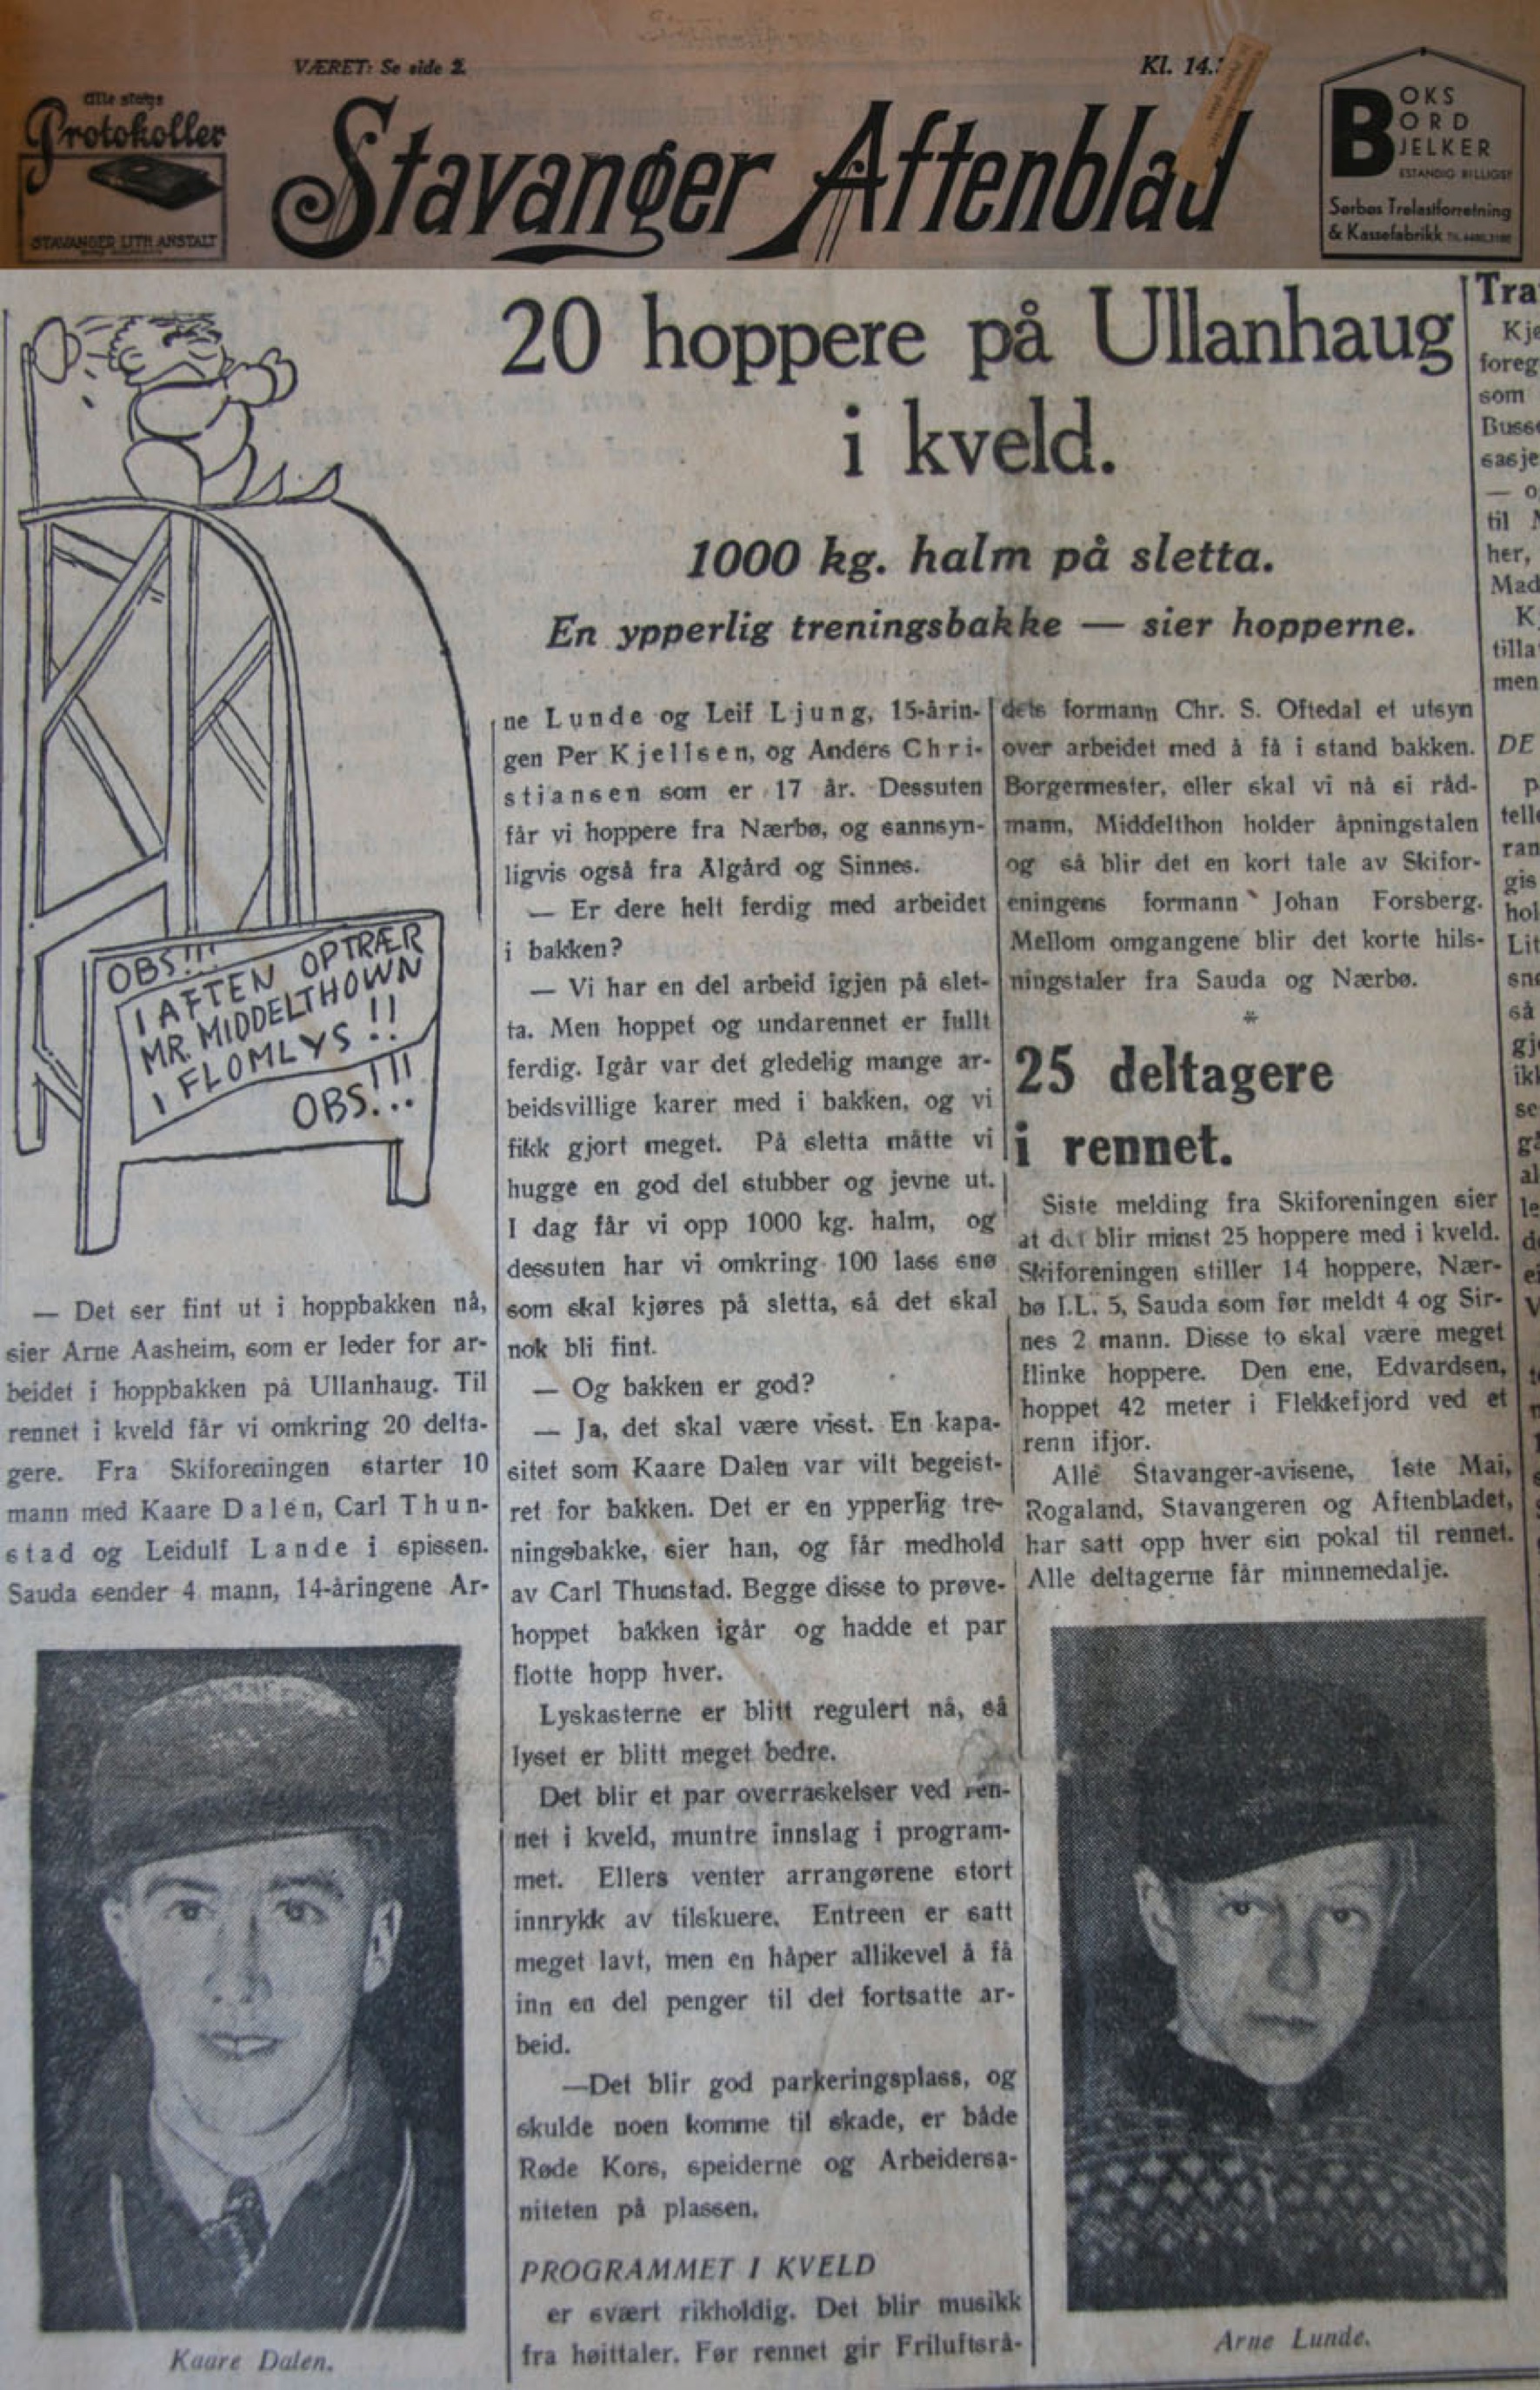 VÆRET: Se side 2.
Kl. 14.
Alle slags
Protokoller
STAVANGER LITH. ANSTALT
Stavanger Aftenblad
BOKS
BORD
BJELKER
BESTANDIG BILLIGST
Sørbøs Trelastforretning
& Kassefabrikk
20 hoppere på Ullanhaug
i kveld.
1000 kg. halm på sletta.
En ypperlig treningsbakke — sier hopperne.
OBS!!!
I AFTEN OPTRÆR
MR. MIDDELTHOWN
I FLOMLYS!!
OBS!!!...
— Det ser fint ut i hoppbakken nå,
sier Arne Aasheim, som er leder for ar-
beidet i hoppbakken på Ullanhaug. Til
rennet i kveld får vi omkring 20 delta-
gere. Fra Skiforeningen starter 10
mann med Kaare Dalen, Carl Thun-
stad og Leidulf Lande i spissen.
Sauda sender 4 mann, 14-åringene Ar-
Kaare Dalen.
ne Lunde og Leif Ljung, 15-årin-
gen Per Kjellsen, og Anders Chri-
stiansen som er 17 år. Dessuten
får vi hoppere fra Nærbø, og sannsyn-
ligvis også fra Ålgård og Sinnes.
— Er dere helt ferdig med arbeidet
i bakken?
— Vi har en del arbeid igjen på slet-
ta. Men hoppet og undarennet er fullt
ferdig. Igår var det gledelig mange ar-
beidsvillige karer med i bakken, og vi
fikk gjort meget. På sletta måtte vi
hugge en god del stubber og jevne ut.
I dag får vi opp 1000 kg. halm, og
dessuten har vi omkring 100 lass snø
som skal kjøres på sletta, så det skal
nok bli fint.
— Og bakken er god?
— Ja, det skal være visst. En kapa-
sitet som Kaare Dalen var vilt begeist-
ret for bakken. Det er en ypperlig tre-
ningsbakke, sier han, og får medhold
av Carl Thunstad. Begge disse to prøve-
hoppet bakken igår og hadde et par
flotte hopp hver.
Lyskasterne er blitt regulert nå, så
lyset er blitt meget bedre.
Det blir et par overraskelser ved ren-
net i kveld, muntre innslag i program-
met. Ellers venter arrangørene stort
innrykk av tilskuere. Entreen er satt
meget lavt, men en håper allikevel å få
inn en del penger til det fortsatte ar-
beid.
—Det blir god parkeringsplass, og
skulde noen komme til skade, er både
Røde Kors, speiderne og Arbeidersa-
niteten på plassen.
PROGRAMMET I KVELD
er svært rikholdig. Det blir musikk
fra høittaler. Før rennet gir Friluftsrå-
dets formann Chr. S. Oftedal et utsyn
over arbeidet med å få i stand bakken.
Borgermester, eller skal vi nå si råd-
mann, Middelthon holder åpningstalen
og så blir det en kort tale av Skifor-
eningens formann Johan Forsberg.
Mellom omgangene blir det korte hils-
ningstaler fra Sauda og Nærbø.
*
25 deltagere
i rennet.
Siste melding fra Skiforeningen sier
at det blir minst 25 hoppere med i kveld.
Skiforeningen stiller 14 hoppere, Nær-
bø I.L. 5, Sauda som før meldt 4 og Sir-
nes 2 mann. Disse to skal være meget
flinke hoppere. Den ene, Edvardsen,
hoppet 42 meter i Flekkefjord ved et
renn ifjor.
Alle Stavanger-avisene, 1ste Mai,
Rogaland, Stavangeren og Aftenbladet,
har satt opp hver sin pokal til rennet.
Alle deltagerne får minnemedalje.
Arne Lunde.
Tra
foreg
som
til
her,
Mad
K
tilla
men
DE